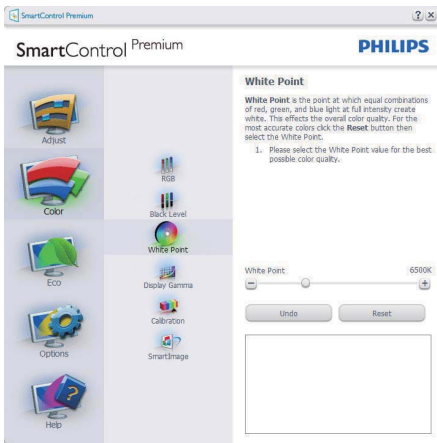 SmartControl Premium
? x
SmartControl Premium
PHILIPS
Adjust
Color
Eco
Options
Help
RGB
Black Level
White Point
Display Gamma
Calibration
SmartImage
White Point
White Point is the point at which equal combinations
of red, green, and blue light at full intensity create
white. This effects the overall color quality. For the
most accurate colors click the Reset button then
select the White Point.
1. Please select the White Point value for the best
possible color quality.
White Point 6500K
Undo Reset